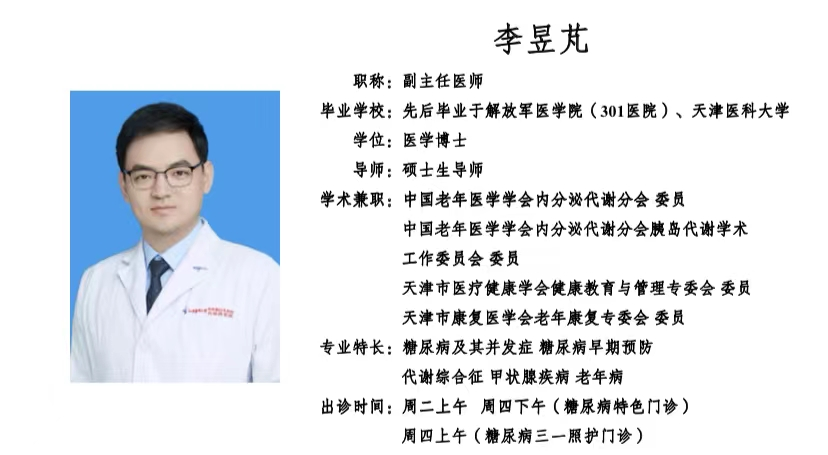 李昱芃
职称：副主任医师
毕业学校：先后毕业于解放军医学院（301医院）、天津医科大学
学位：医学博士
导师：硕士生导师
学术兼职：中国老年医学学会内分泌代谢分会 委员
中国老年医学学会内分泌代谢分会胰岛代谢学术
工作委员会 委员
天津市医疗健康学会健康教育与管理专委会 委员
天津市康复医学会老年康复专委会 委员
专业特长：糖尿病及其并发症 糖尿病早期预防
代谢综合征 甲状腺疾病 老年病
出诊时间：周二上午 周四下午（糖尿病特色门诊）
周四上午（糖尿病三一照护门诊）